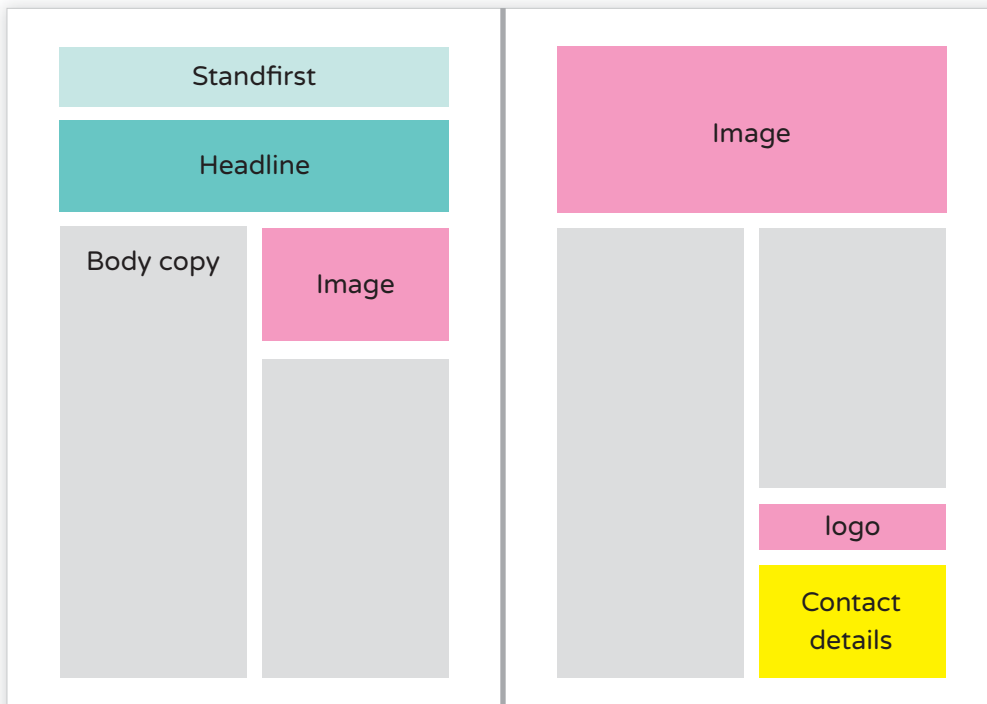 Standfirst
Headline
Body copy
Image
Image
logo
Contact
details